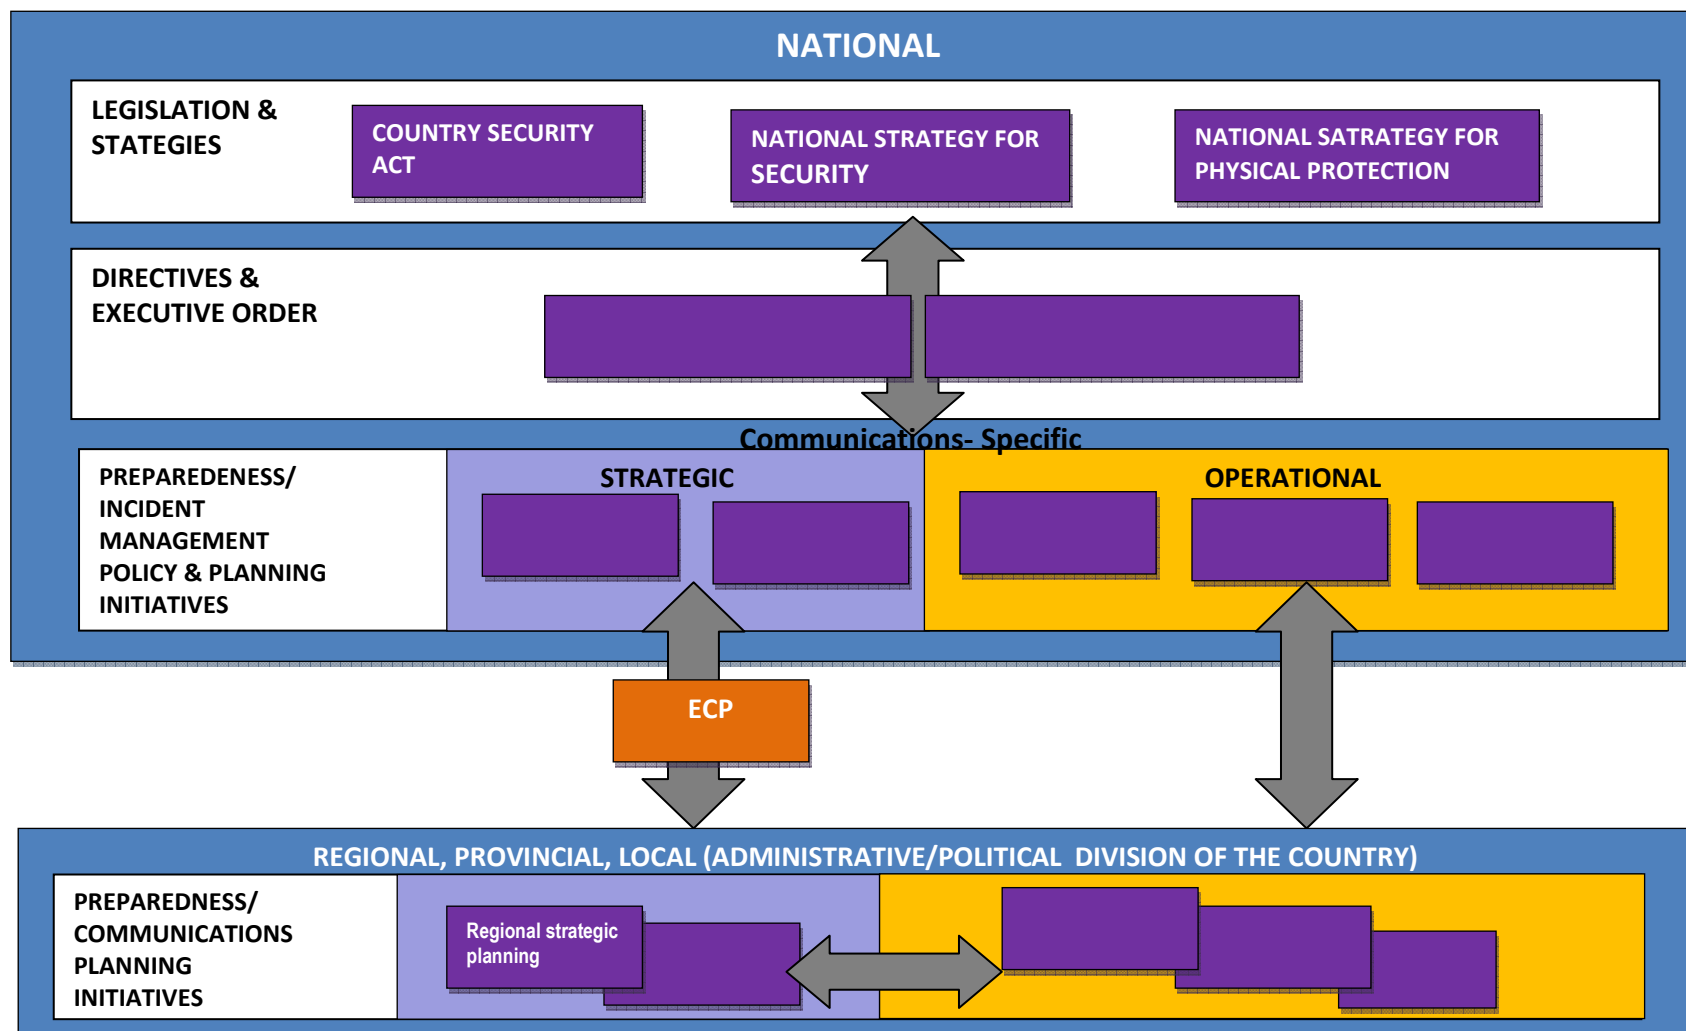 NATIONAL
LEGISLATION &
STATEGIES
COUNTRY SECURITY
ACT
NATIONAL STRATEGY FOR
SECURITY
NATIONAL SATRATEGY FOR
PHYSICAL PROTECTION
DIRECTIVES &
EXECUTIVE ORDER
Communications- Specific
PREPAREDENESS/
INCIDENT
MANAGEMENT
POLICY & PLANNING
INITIATIVES
STRATEGIC
OPERATIONAL
ECP
REGIONAL, PROVINCIAL, LOCAL (ADMINISTRATIVE/POLITICAL DIVISION OF THE COUNTRY)
PREPAREDNESS/
COMMUNICATIONS
PLANNING
INITIATIVES
Regional strategic
planning